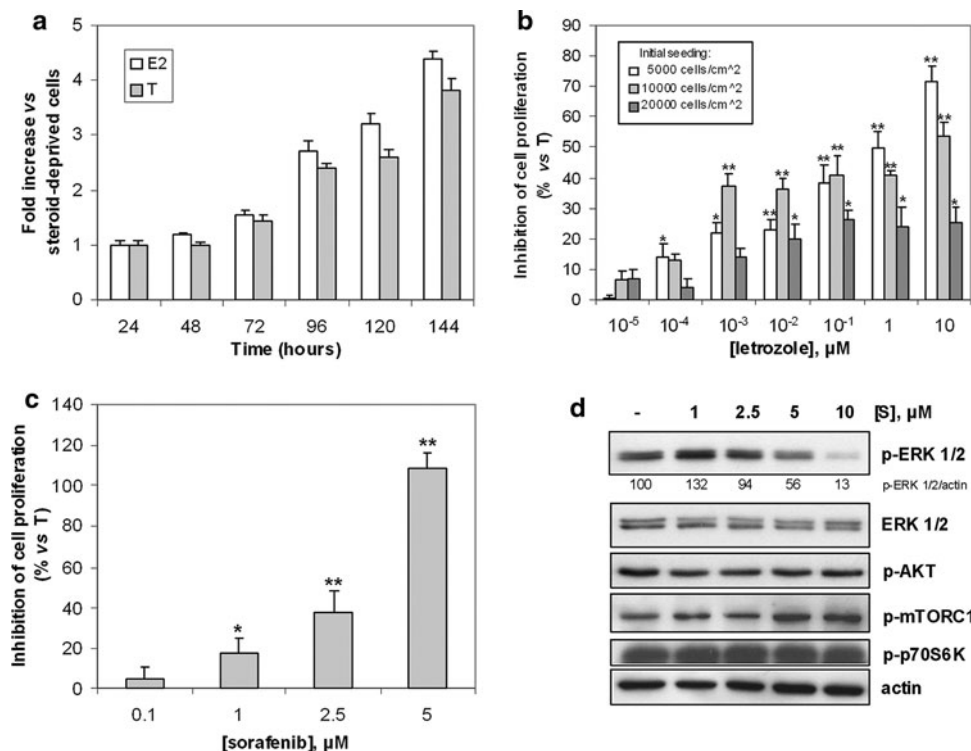 a
Fold increase vs
steroid-deprived cells
5
4
3
2
1
0
E2
T
24 48 72 96 120 144
Time (hours)
b
Inhibition of cell proliferation
(% vs T)
90
80
70
60
50
40
30
20
10
0
Initial seeding:
5000 cells/cm^2
10000 cells/cm^2
20000 cells/cm^2
* * ** ** ** * ** ** * ** ** * ** ** *
10-5 10-4 10-3 10-2 10-1 1 10
[letrozole], µM
c
Inhibition of cell proliferation
(% vs T)
140
120
100
80
60
40
20
0
* ** **
0.1 1 2.5 5
[sorafenib], µM
d
- 1 2.5 5 10 [S], µM
p-ERK 1/2
100 132 94 56 13 p-ERK 1/2/actin
ERK 1/2
p-AKT
p-mTORC1
p-p70S6K
actin